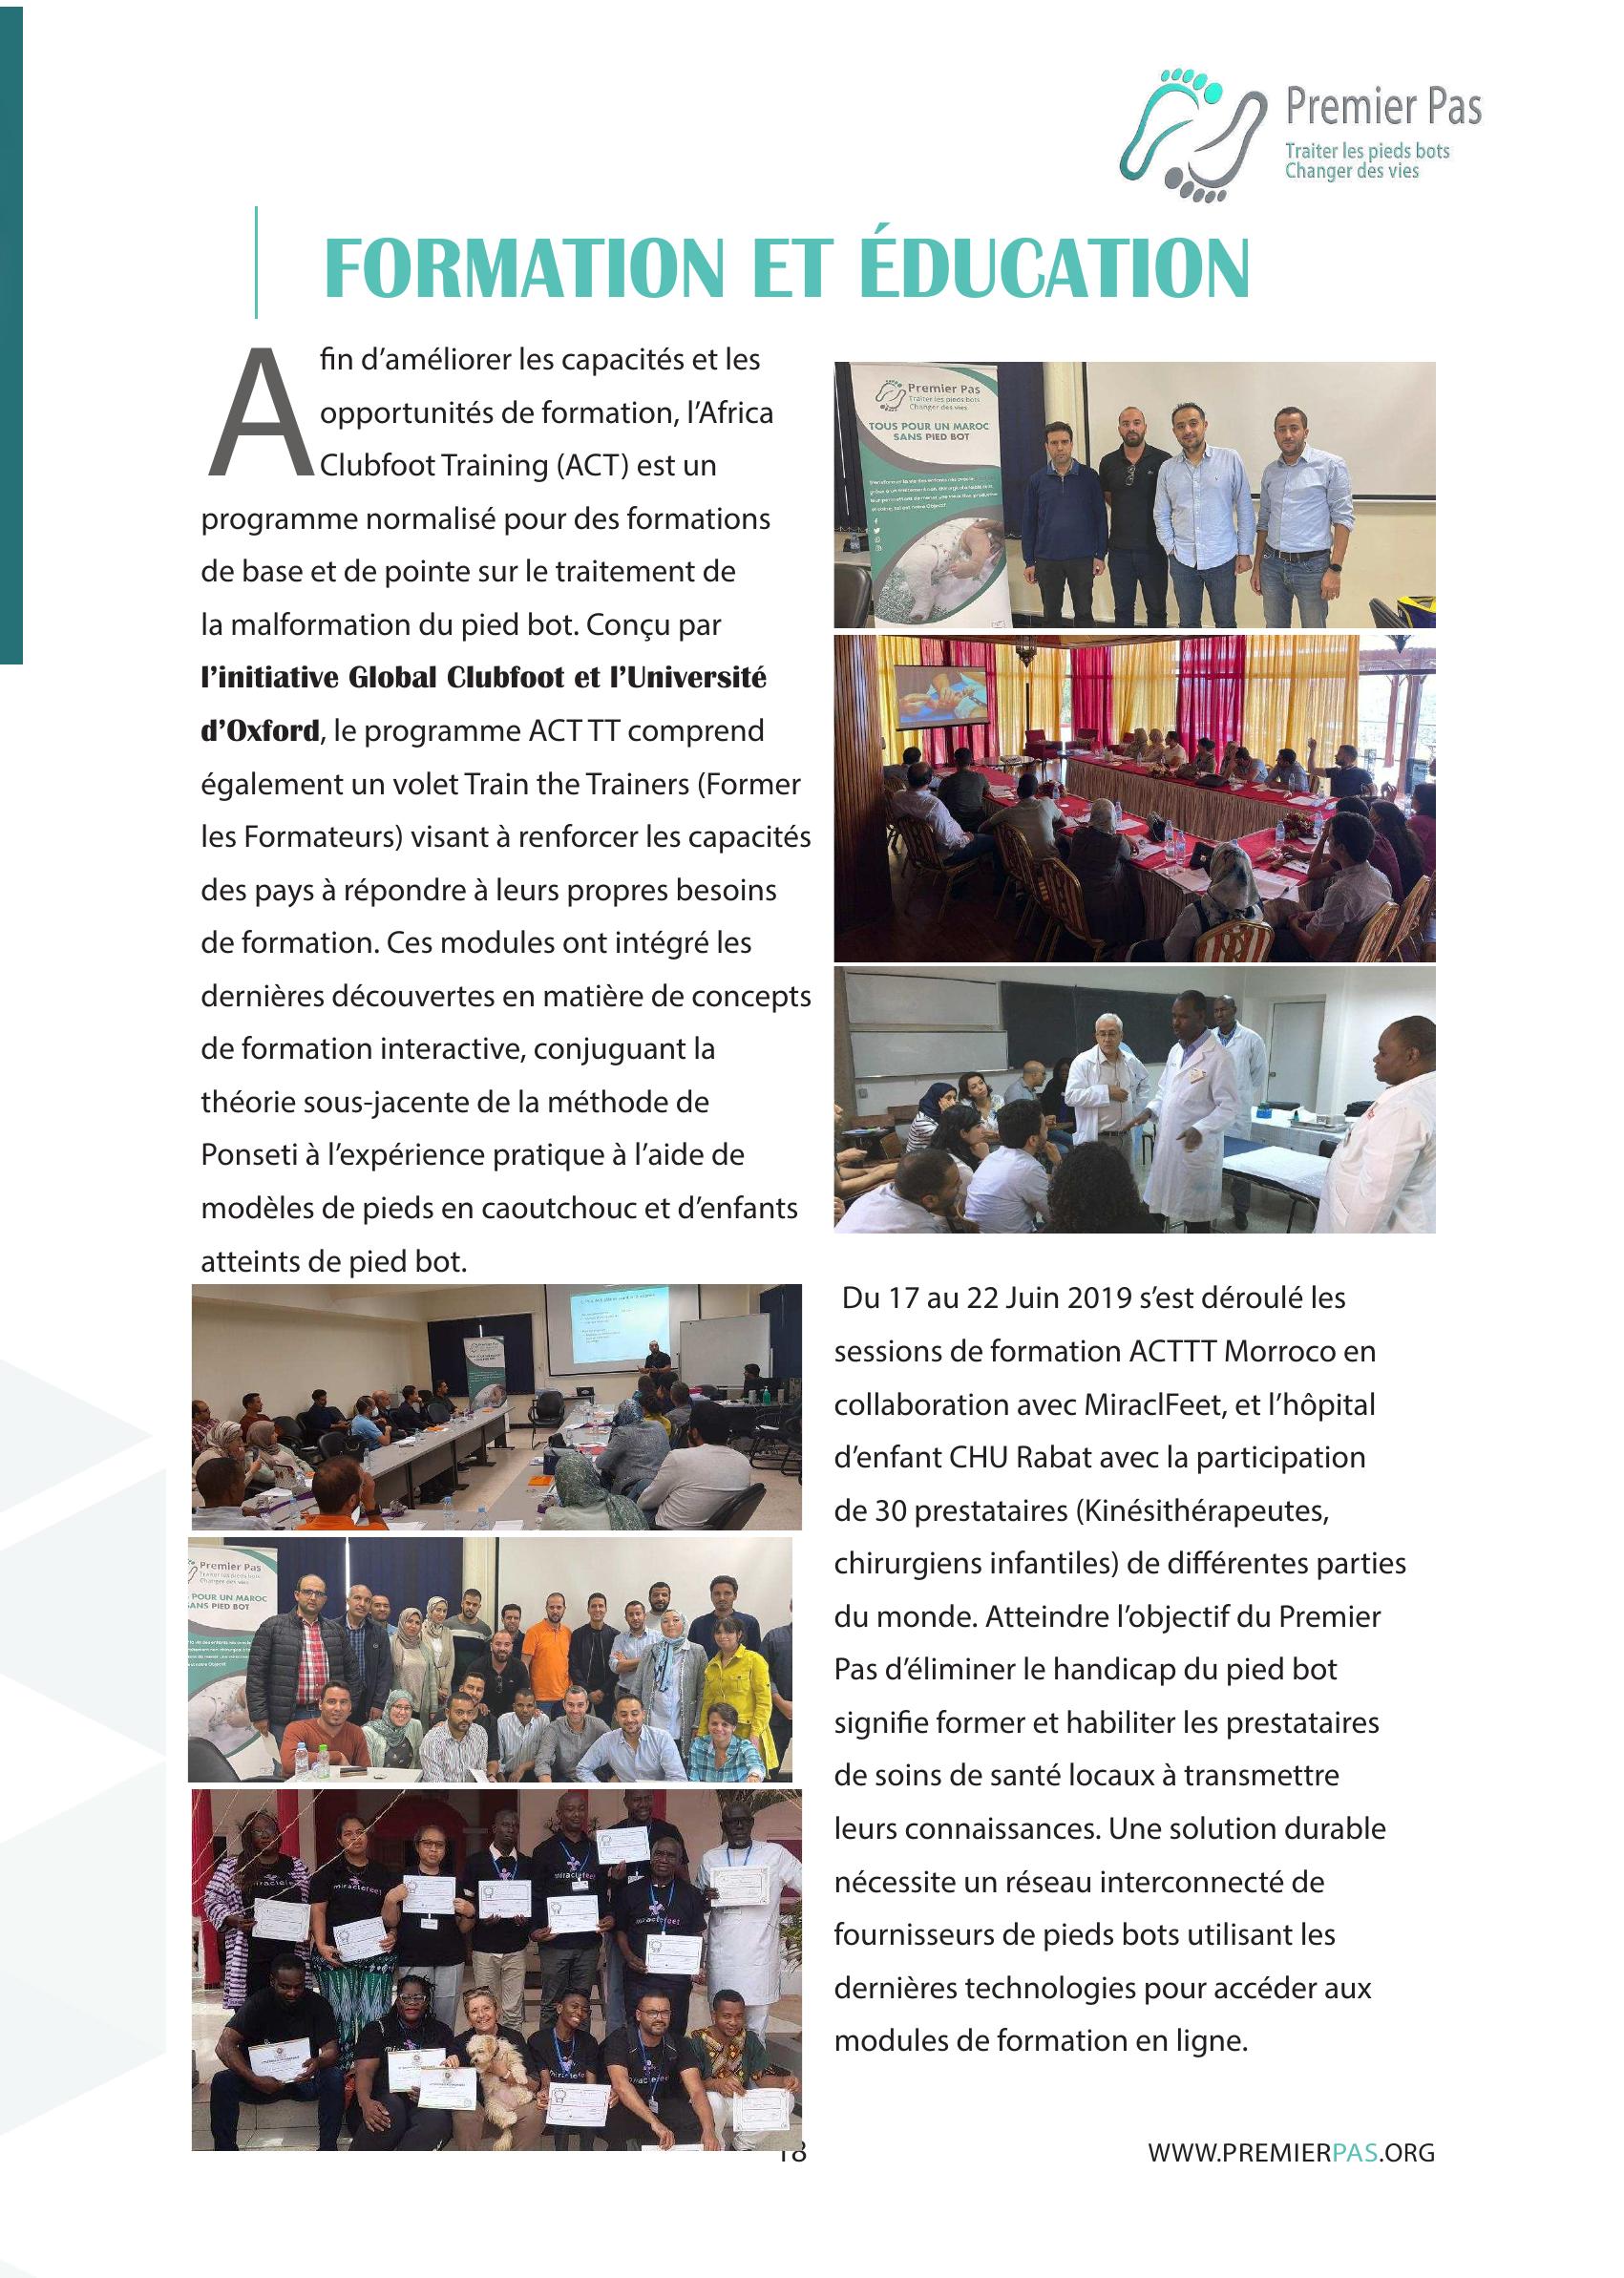 Premier Pas
Traiter les pieds bots
Changer des vies
FORMATION ET ÉDUCATION
Afin d’améliorer les capacités et les
opportunités de formation, l’Africa
Clubfoot Training (ACT) est un
programme normalisé pour des formations
de base et de pointe sur le traitement de
la malformation du pied bot. Conçu par
l’initiative Global Clubfoot et l’Université
d’Oxford, le programme ACT TT comprend
également un volet Train the Trainers (Former
les Formateurs) visant à renforcer les capacités
des pays à répondre à leurs propres besoins
de formation. Ces modules ont intégré les
dernières découvertes en matière de concepts
de formation interactive, conjuguant la
théorie sous-jacente de la méthode de
Ponseti à l’expérience pratique à l’aide de
modèles de pieds en caoutchouc et d’enfants
atteints de pied bot.
Premier Pas
Traiter les pieds bots
Changer des vies
TOUS POUR UN MAROC
SANS PIED BOT
Premier Pas
Traiter les pieds bots
Changer des vies
POUR UN MAROC
SANS PIED BOT
miraclefeet
miraclefeet
miraclefeet
Du 17 au 22 Juin 2019 s’est déroulé les
sessions de formation ACTTT Morroco en
collaboration avec MiraclFeet, et l’hôpital
d’enfant CHU Rabat avec la participation
de 30 prestataires (Kinésithérapeutes,
chirurgiens infantiles) de différentes parties
du monde. Atteindre l’objectif du Premier
Pas d’éliminer le handicap du pied bot
signifie former et habiliter les prestataires
de soins de santé locaux à transmettre
leurs connaissances. Une solution durable
nécessite un réseau interconnecté de
fournisseurs de pieds bots utilisant les
dernières technologies pour accéder aux
modules de formation en ligne.
18
WWW.PREMIERPAS.ORG